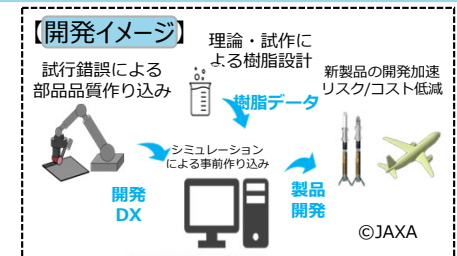 【開発イメージ】
理論・試作に
よる樹脂設計
試行錯誤による
部品品質作り込み
新製品の開発加速
リスク/コスト低減
樹脂データ
シミュレーション
による事前作り込み
開発
DX
製品
開発
©JAXA